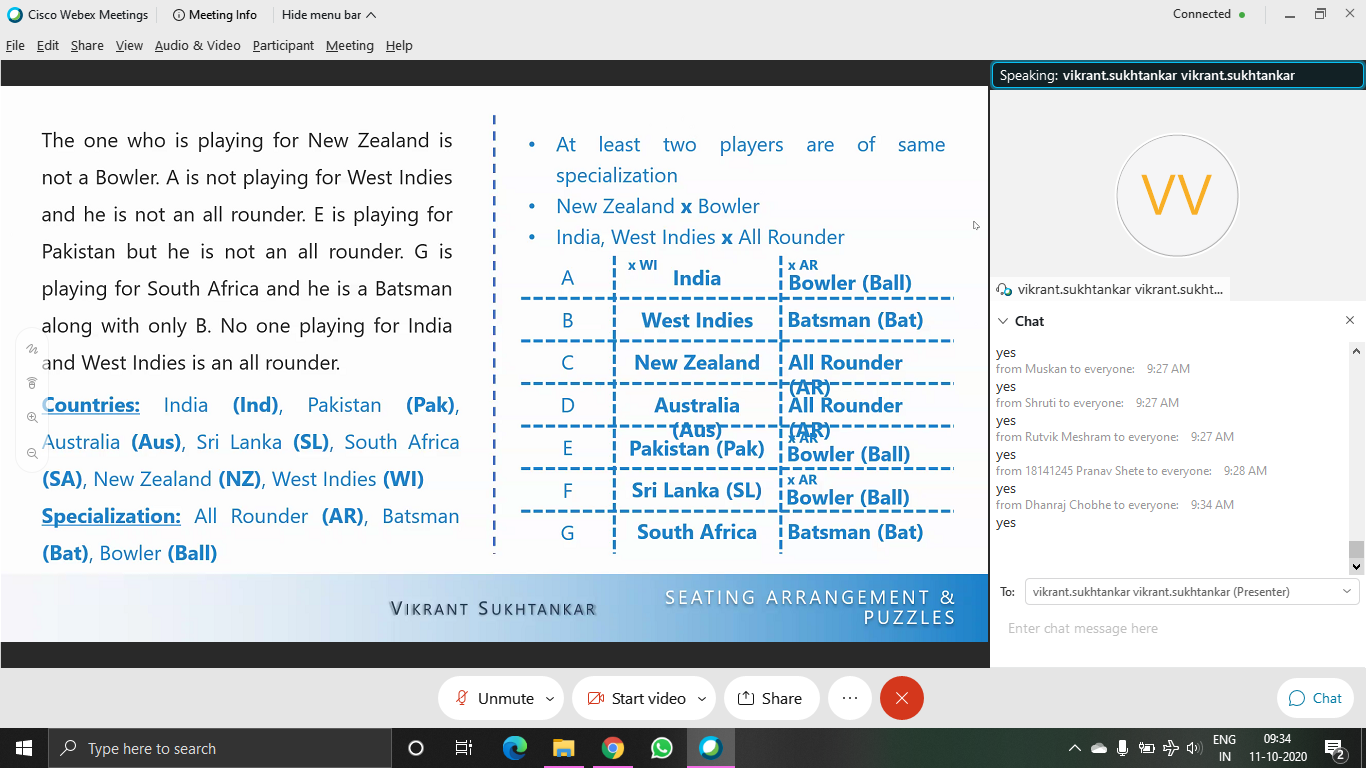 Cisco Webex Meetings
Meeting Info
Hide menu bar
Connected
File Edit Share View Audio & Video Participant Meeting Help
The one who is playing for New Zealand is
not a Bowler. A is not playing for West Indies
and he is not an all rounder. E is playing for
Pakistan but he is not an all rounder. G is
playing for South Africa and he is a Batsman
along with only B. No one playing for India
and West Indies is an all rounder.
Countries: India (Ind), Pakistan (Pak),
Australia (Aus), Sri Lanka (SL), South Africa
(SA), New Zealand (NZ), West Indies (WI)
Specialization: All Rounder (AR), Batsman
(Bat), Bowler (Ball)
• At least two players are of same
specialization
• New Zealand x Bowler
• India, West Indies x All Rounder
A x WI India x AR Bowler (Ball)
B West Indies Batsman (Bat)
C New Zealand All Rounder
(AR)
D Australia All Rounder
(Aus) (AR)
E Pakistan (Pak) x AR Bowler (Ball)
F Sri Lanka (SL) x AR Bowler (Ball)
G South Africa Batsman (Bat)
VIKRANT SUKHTANKAR
SEATING ARRANGEMENT &
PUZZLES
Speaking: vikrant.sukhtankar vikrant.sukhtankar
VV
vikrant.sukhtankar vikrant.sukht...
Chat
yes
from Muskan to everyone: 9:27 AM
yes
from Shruti to everyone: 9:27 AM
yes
from Rutvik Meshram to everyone: 9:27 AM
yes
from 18141245 Pranav Shete to everyone: 9:28 AM
yes
from Dhanraj Chobhe to everyone: 9:34 AM
yes
To: vikrant.sukhtankar vikrant.sukhtankar (Presenter)
Enter chat message here
Unmute
Start video
Share
Chat
Type here to search
ENG
IN
09:34
11-10-2020
2